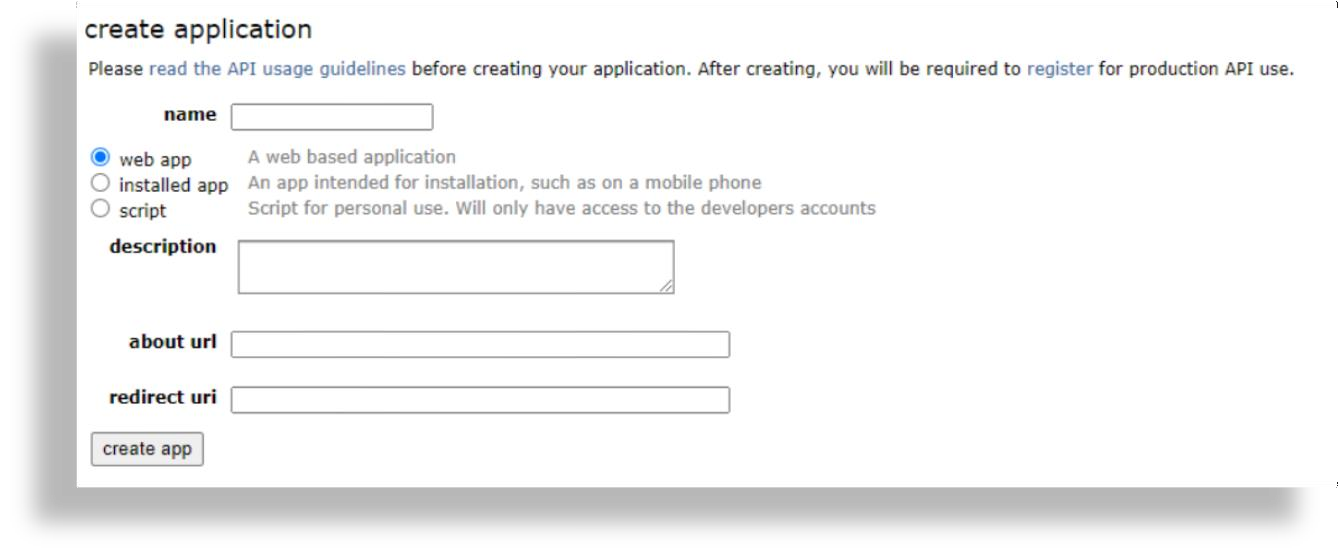 create application
Please read the API usage guidelines before creating your application. After creating, you will be required to register for production API use.
name
web app A web based application
installed app An app intended for installation, such as on a mobile phone
script Script for personal use. Will only have access to the developers accounts
description
about url
redirect uri
create app